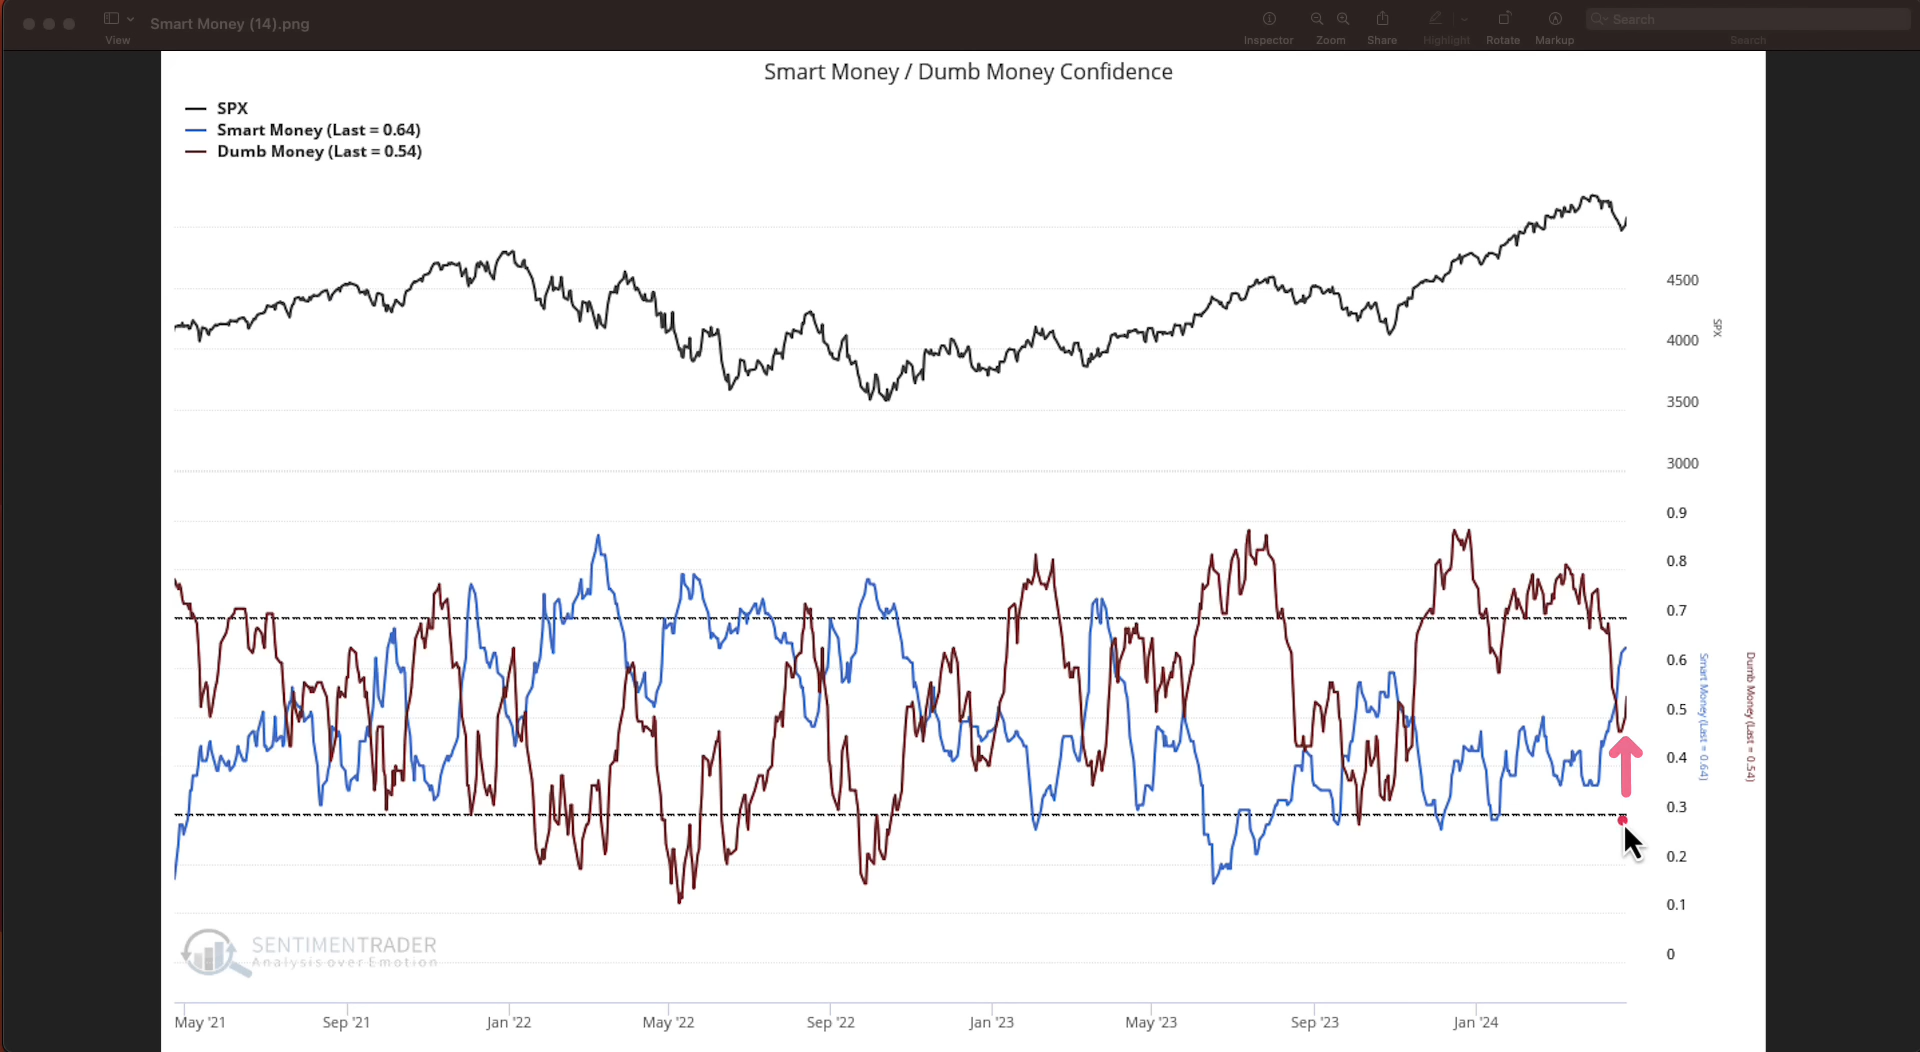 Smart Money (14).png
View
Inspector
Zoom
Share
Highlight
Rotate
Markup
Search
Search
Smart Money / Dumb Money Confidence
SPX
Smart Money (Last = 0.64)
Dumb Money (Last = 0.54)
4500
4000
3500
3000
SPX
0.9
0.8
0.7
0.6
0.5
0.4
0.3
0.2
0.1
0
Smart Money (Last = 0.64)
Dumb Money (Last = 0.54)
SENTIMENTRADER
Analysis over Emotion
May '21
Sep '21
Jan '22
May '22
Sep '22
Jan '23
May '23
Sep '23
Jan '24